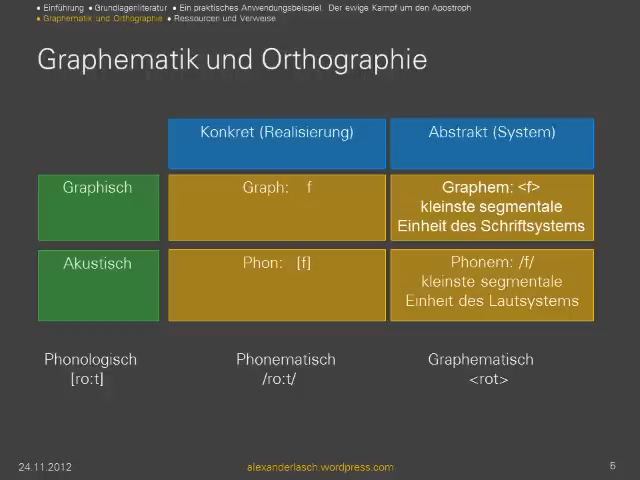 ● Einführung ● Grundlagenliteratur ● Ein praktisches Anwendungsbeispiel. Der ewige Kampf um den Apostroph
● Graphematik und Orthographie ● Ressourcen und Verweise
Graphematik und Orthographie
Konkret (Realisierung)
Abstrakt (System)
Graphisch
Graph: f
Graphem: <f>
kleinste segmentale
Einheit des Schriftsystems
Akustisch
Phon: [f]
Phonem: /f/
kleinste segmentale
Einheit des Lautsystems
Phonologisch
[ro:t]
Phonematisch
/ro:t/
Graphematisch
<rot>
24.11.2012
alexanderlasch.wordpress.com
5